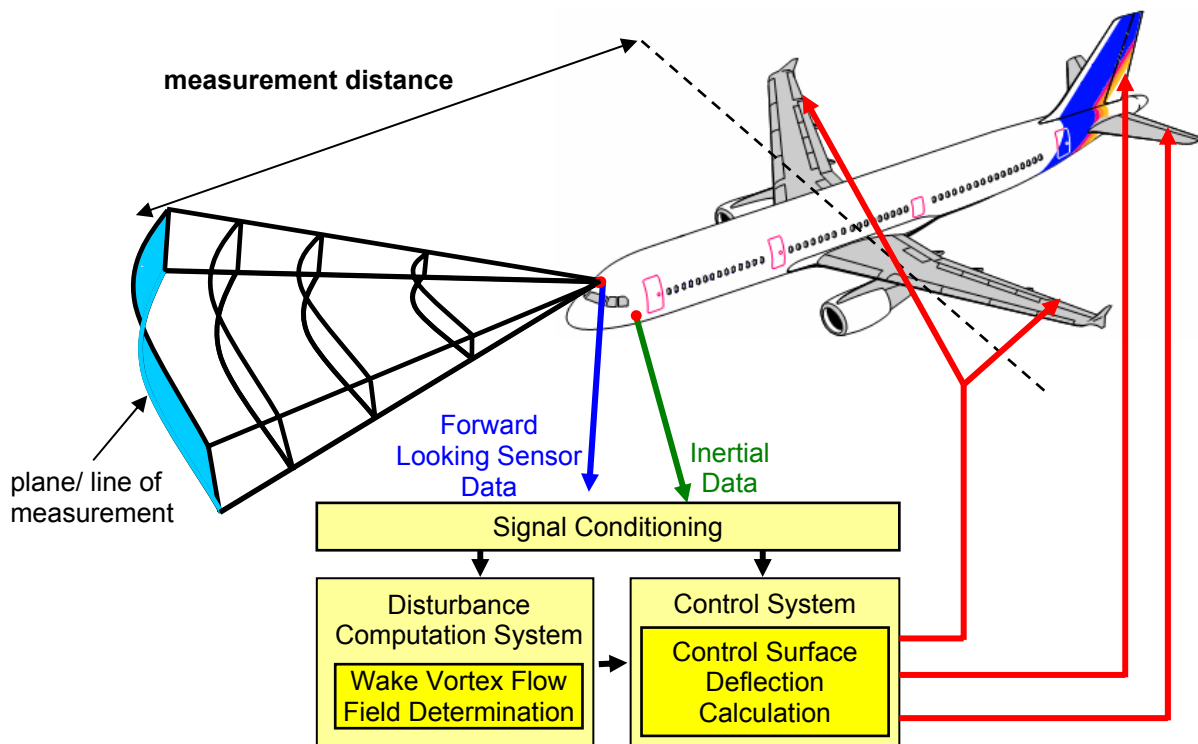 measurement distance
plane/ line of
measurement
Forward
Looking Sensor
Data
Inertial
Data
Signal Conditioning
Disturbance
Computation System
Wake Vortex Flow
Field Determination
Control System
Control Surface
Deflection
Calculation